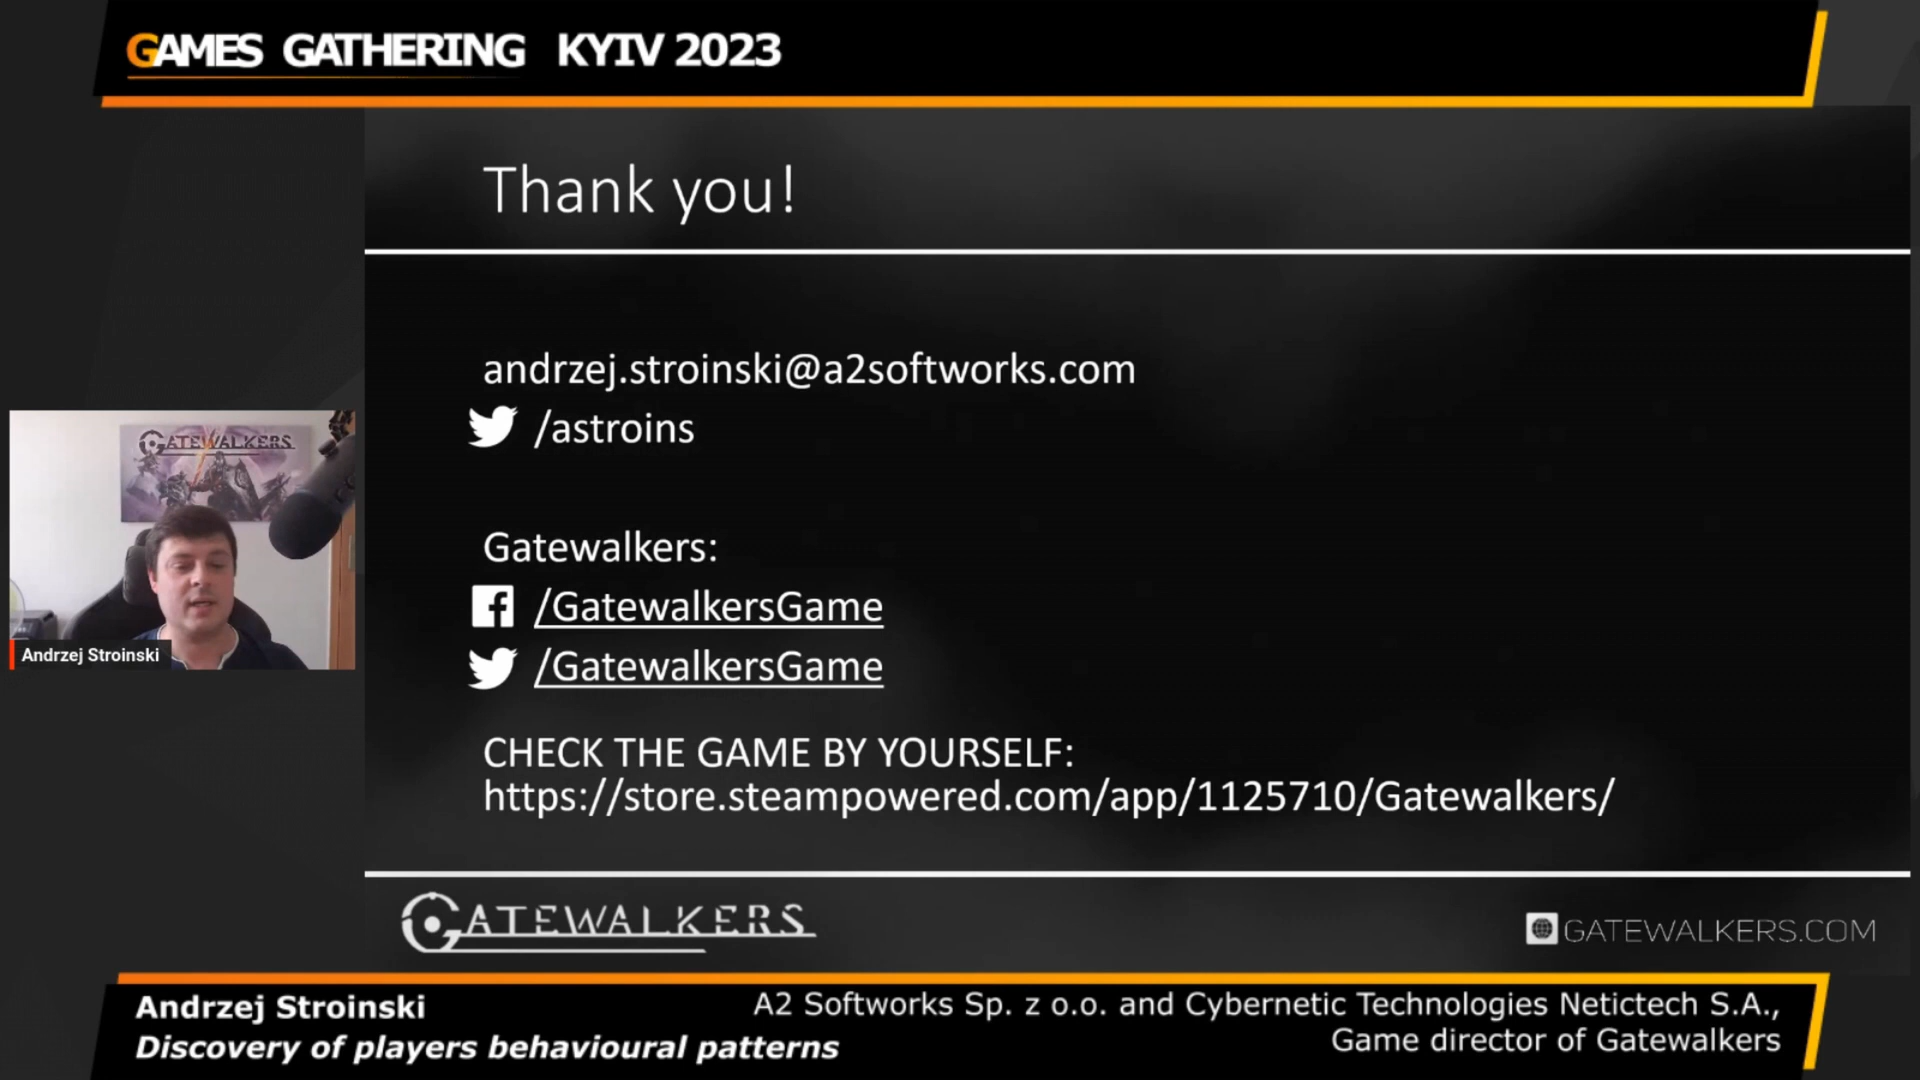 GAMES GATHERING KYIV 2023
Thank you!
andrzej.stroinski@a2softworks.com
/astroins
Gatewalkers:
/GatewalkersGame
/GatewalkersGame
CHECK THE GAME BY YOURSELF:
https://store.steampowered.com/app/1125710/Gatewalkers/
GATEWALKERS
Andrzej Stroinski
GATEWALKERS
GATEWALKERS.COM
Andrzej Stroinski
Discovery of players behavioural patterns
A2 Softworks Sp. z o.o. and Cybernetic Technologies Netictech S.A.,
Game director of Gatewalkers